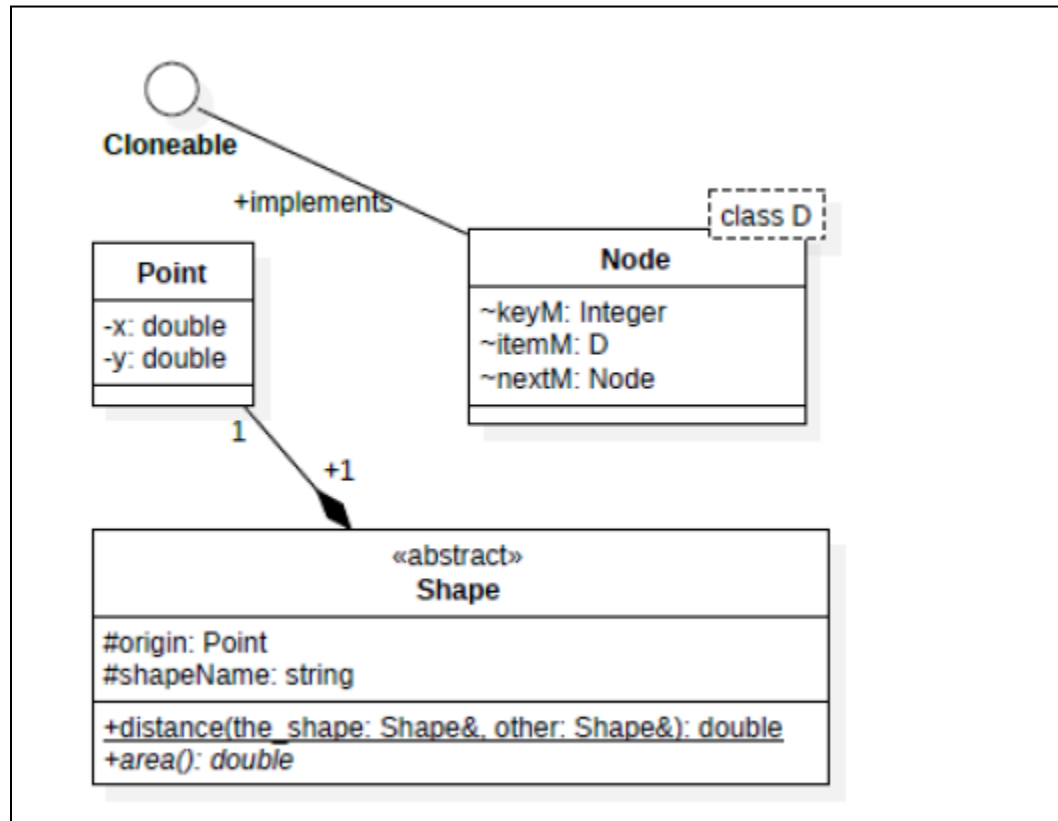 Cloneable
+implements
class D
Node
~keyM: Integer
~itemM: D
~nextM: Node
Point
-x: double
-y: double
1
+1
«abstract»
Shape
#origin: Point
#shapeName: string
+distance(the_shape: Shape&, other: Shape&): double
+area(): double